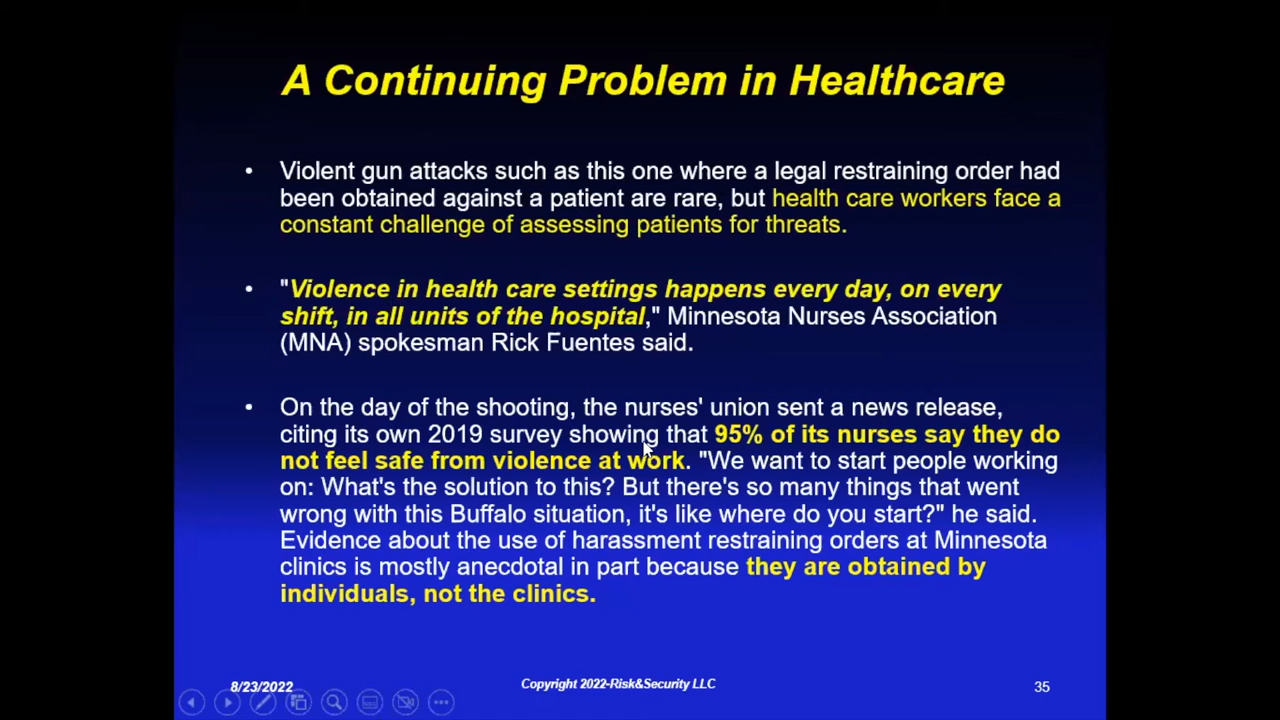 A Continuing Problem in Healthcare
• Violent gun attacks such as this one where a legal restraining order had
been obtained against a patient are rare, but health care workers face a
constant challenge of assessing patients for threats.
• "Violence in health care settings happens every day, on every
shift, in all units of the hospital," Minnesota Nurses Association
(MNA) spokesman Rick Fuentes said.
• On the day of the shooting, the nurses' union sent a news release,
citing its own 2019 survey showing that 95% of its nurses say they do
not feel safe from violence at work. "We want to start people working
on: What's the solution to this? But there's so many things that went
wrong with this Buffalo situation, it's like where do you start?" he said.
Evidence about the use of harassment restraining orders at Minnesota
clinics is mostly anecdotal in part because they are obtained by
individuals, not the clinics.
8/23/2022
Copyright 2022-Risk&Security LLC
35